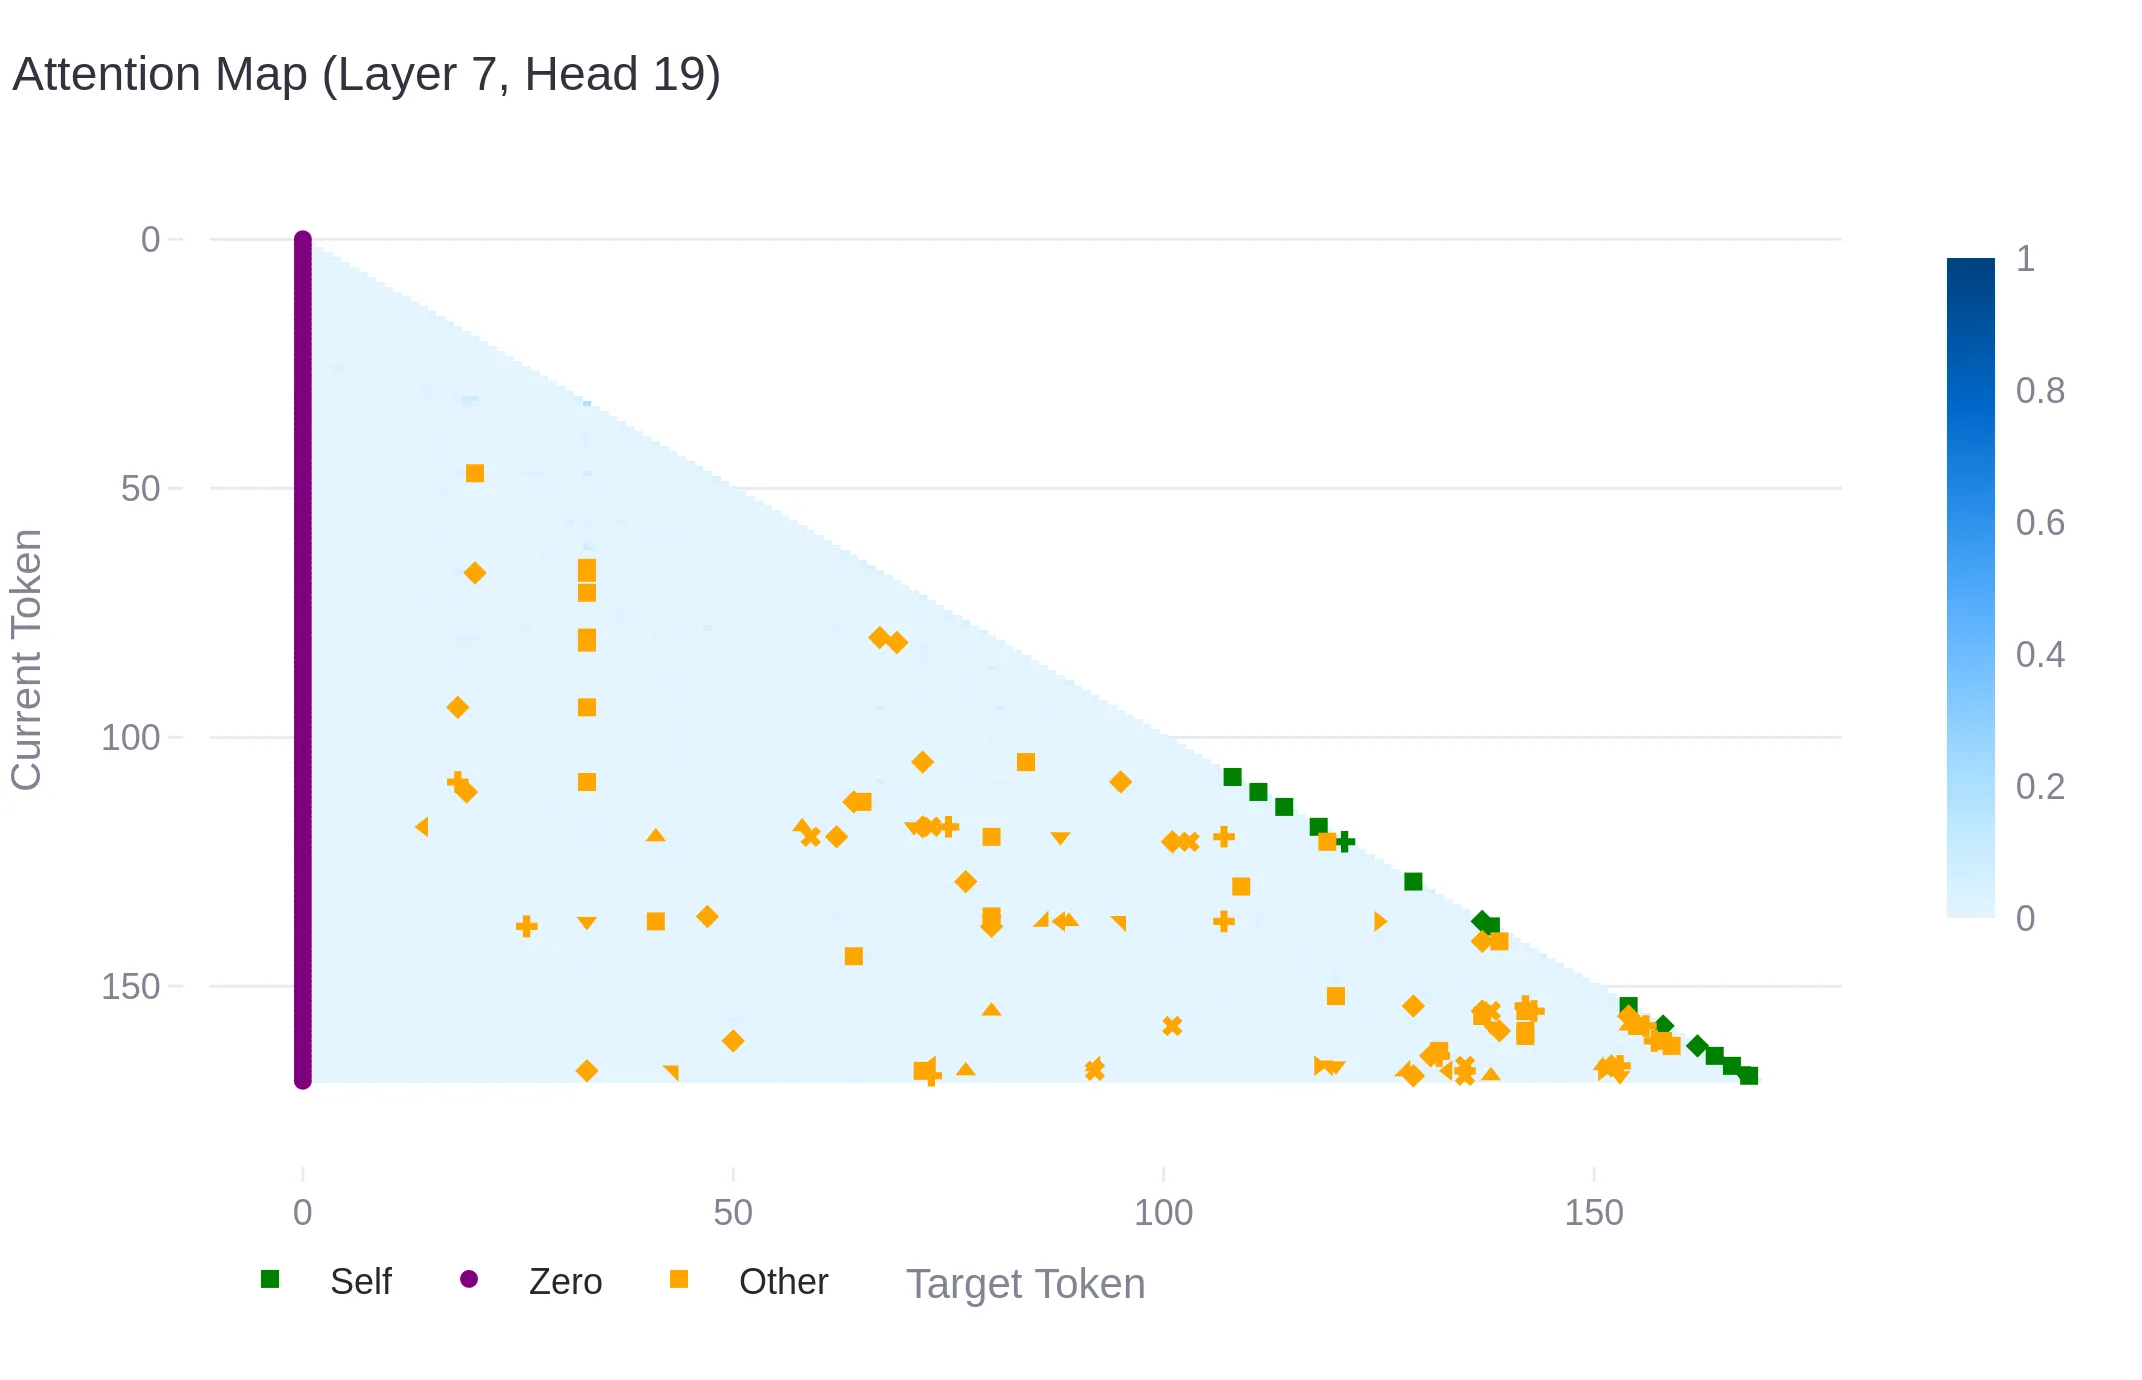 Attention Map (Layer 7, Head 19)
0
50
100
150
Current Token
1
0.8
0.6
0.4
0.2
0
0
50
100
150
Self
Zero
Other
Target Token